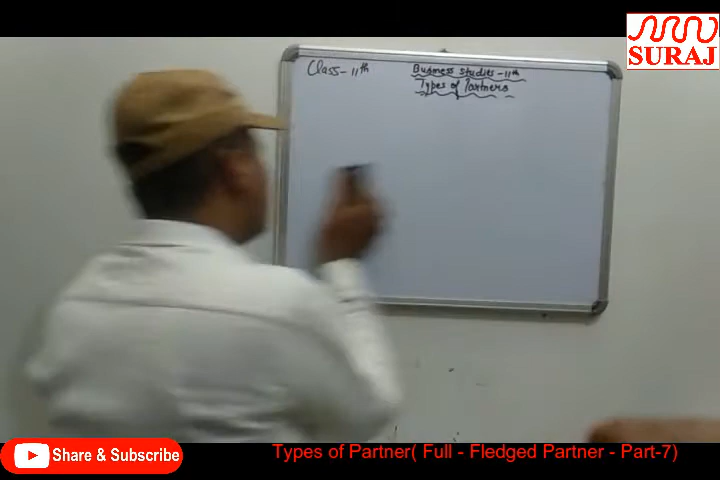 SURAJ
Class - 11th
Business studies - 11th
Types of Partners
Share & Subscribe
Types of Partner( Full - Fledged Partner - Part-7)